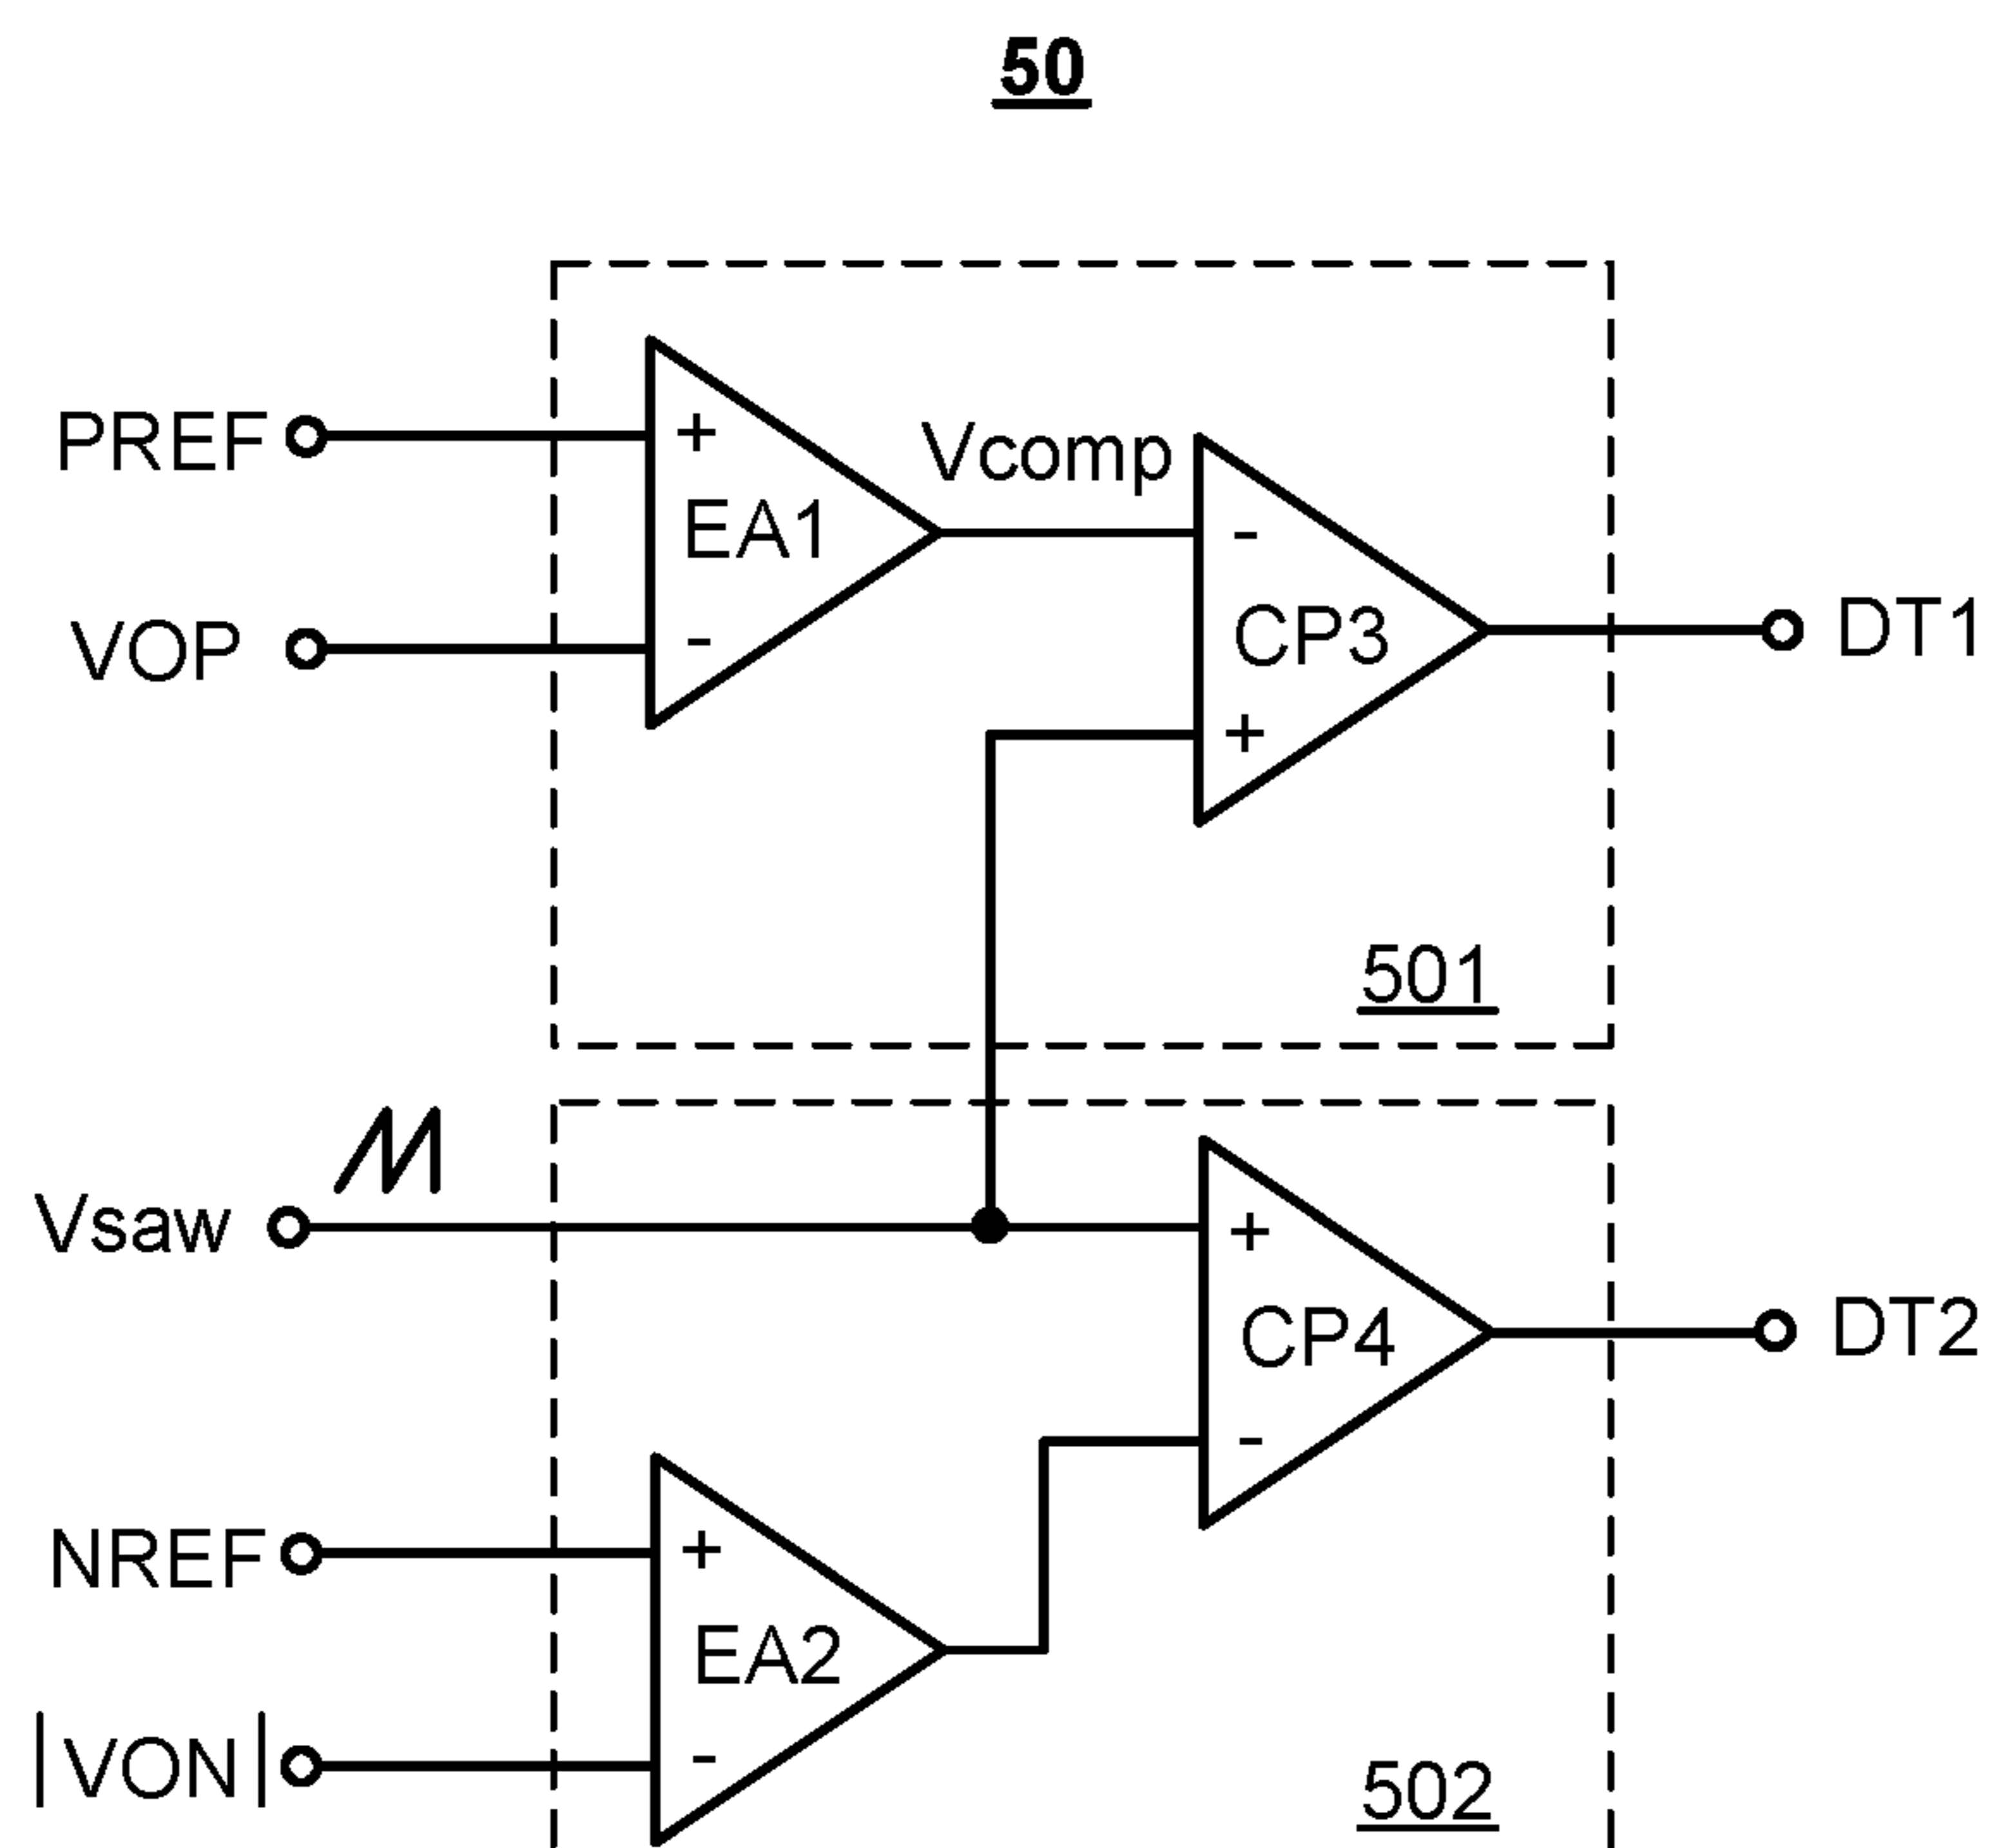 50
PREF
+
EA1
Vcomp
-
CP3
DT1
VOP
-
+
501
Vsaw
+
CP4
DT2
-
NREF
+
EA2
|VON|
-
502